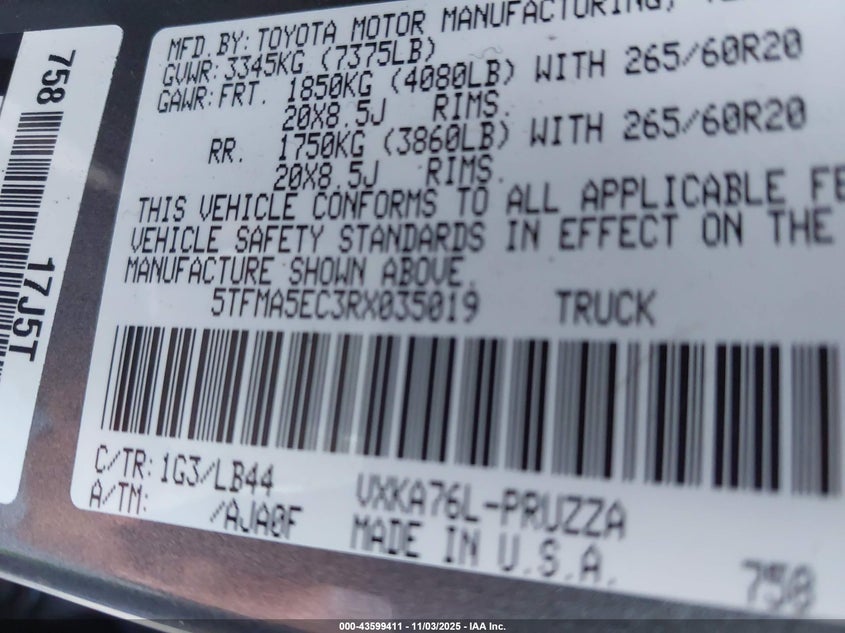 MFD. BY: TOYOTA MOTOR MANUFACTURING,
GVWR: 3345KG (7375LB)
GAWR: FRT. 1850KG (4080LB) WITH 265/60R20
20X8.5J RIMS.
RR. 1750KG (3860LB) WITH 265/60R20
20X8.5J RIMS.
THIS VEHICLE CONFORMS TO ALL APPLICABLE FE
VEHICLE SAFETY STANDARDS IN EFFECT ON THE
MANUFACTURE SHOWN ABOVE.
5TFMA5EC3RX035019 TRUCK
C/TR: 1G3/LB44 VXKA76L-PRUZZA
A/TM: /AJA0F MADE IN U.S.A.
750
758
17J5T
000-43599411 - 11/03/2025 - IAA Inc.